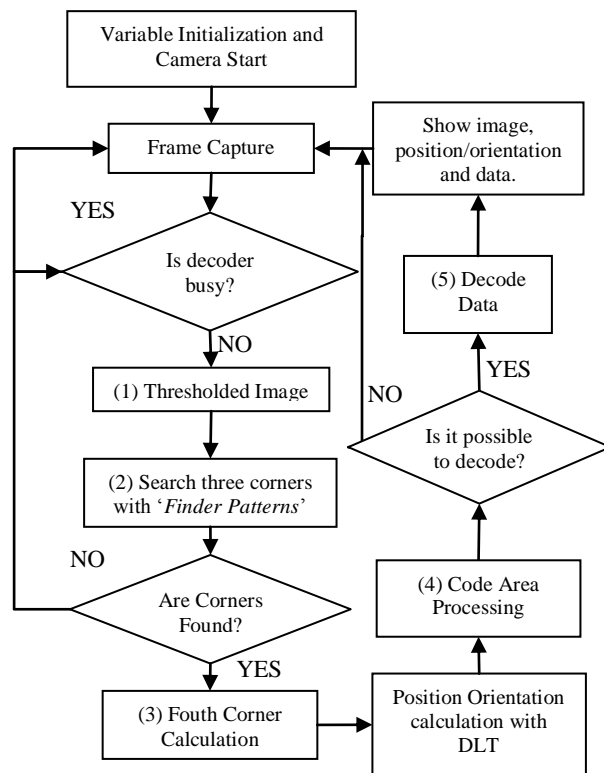 Variable Initialization and
Camera Start
Frame Capture
YES
Is decoder
busy?
NO
(1) Thresholded Image
(2) Search three corners
with ‘Finder Patterns’
NO
Are Corners
Found?
YES
(3) Fouth Corner
Calculation
Position Orientation
calculation with
DLT
(4) Code Area
Processing
Is it possible
to decode?
NO
YES
(5) Decode
Data
Show image,
position/orientation
and data.